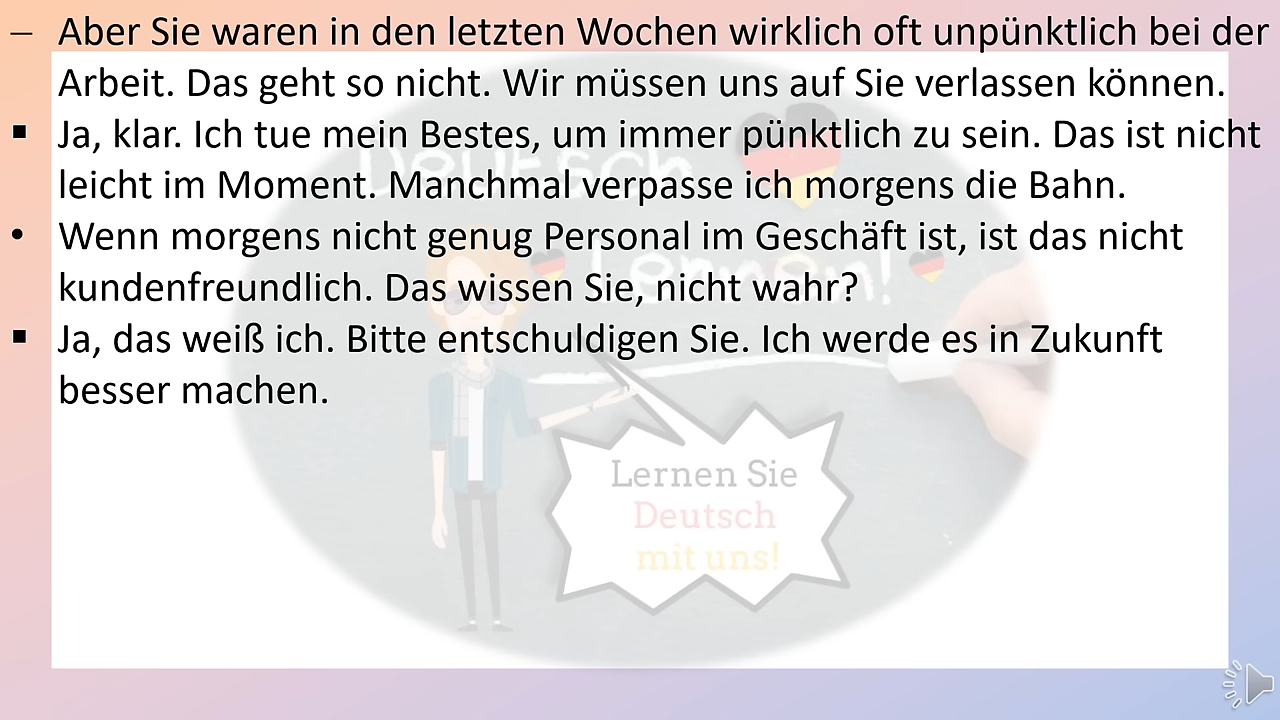 – Aber Sie waren in den letzten Wochen wirklich oft unpünktlich bei der
Arbeit. Das geht so nicht. Wir müssen uns auf Sie verlassen können.
▪ Ja, klar. Ich tue mein Bestes, um immer pünktlich zu sein. Das ist nicht
leicht im Moment. Manchmal verpasse ich morgens die Bahn.
• Wenn morgens nicht genug Personal im Geschäft ist, ist das nicht
kundenfreundlich. Das wissen Sie, nicht wahr?
▪ Ja, das weiß ich. Bitte entschuldigen Sie. Ich werde es in Zukunft
besser machen.
Deutsch
Lernen!
Lernen Sie
Deutsch
mit uns!